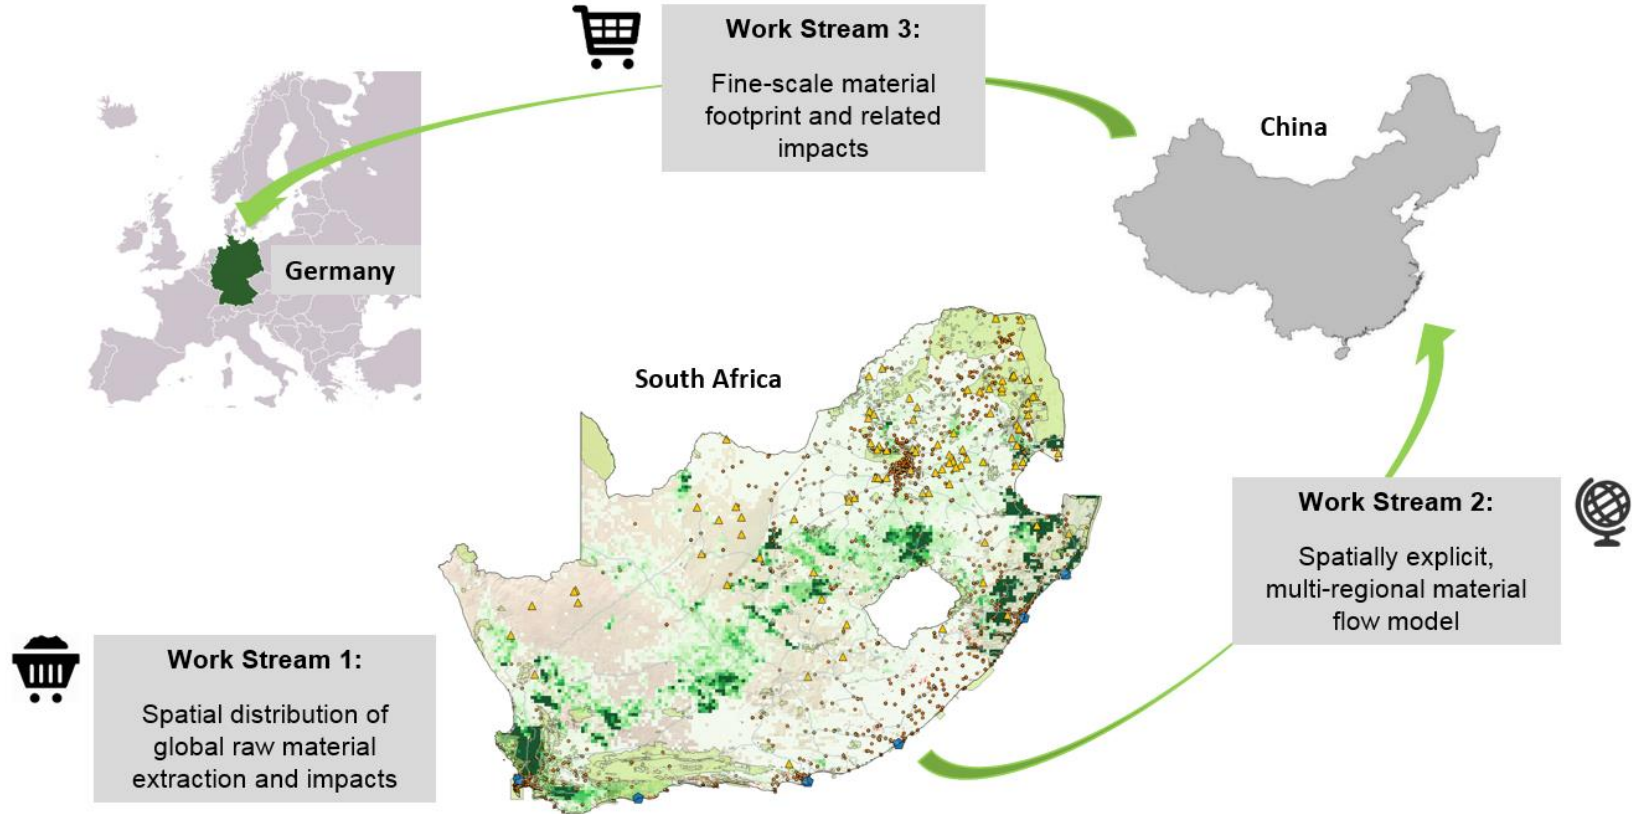 Work Stream 3:
Fine-scale material
footprint and related
impacts
China
Germany
South Africa
Work Stream 2:
Spatially explicit,
multi-regional material
flow model
Work Stream 1:
Spatial distribution of
global raw material
extraction and impacts